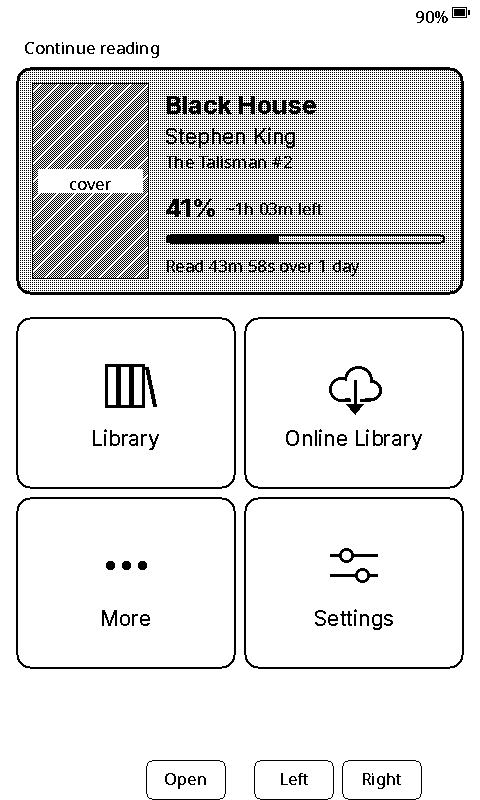 90%
Continue reading
Black House
Stephen King
The Talisman #2
cover
41% ~1h 03m left
Read 43m 58s over 1 day
Library
Online Library
More
Settings
Open
Left
Right